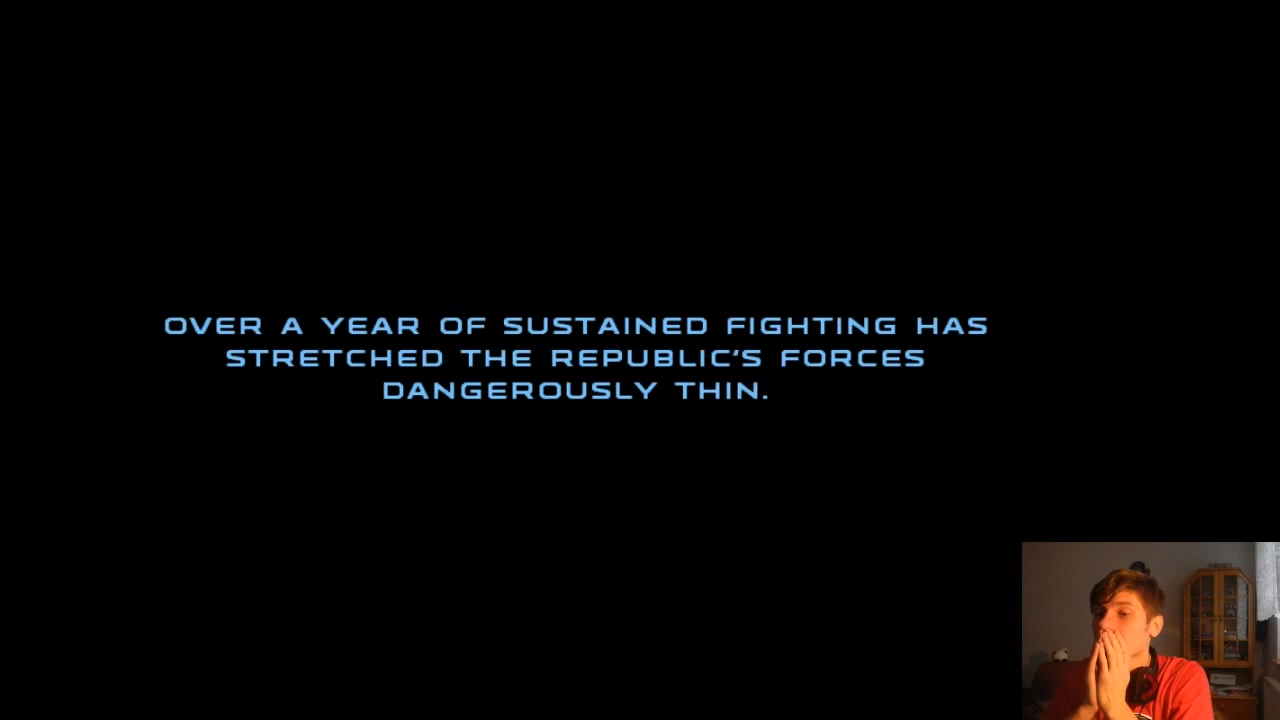 OVER A YEAR OF SUSTAINED FIGHTING HAS
STRETCHED THE REPUBLIC'S FORCES
DANGEROUSLY THIN.